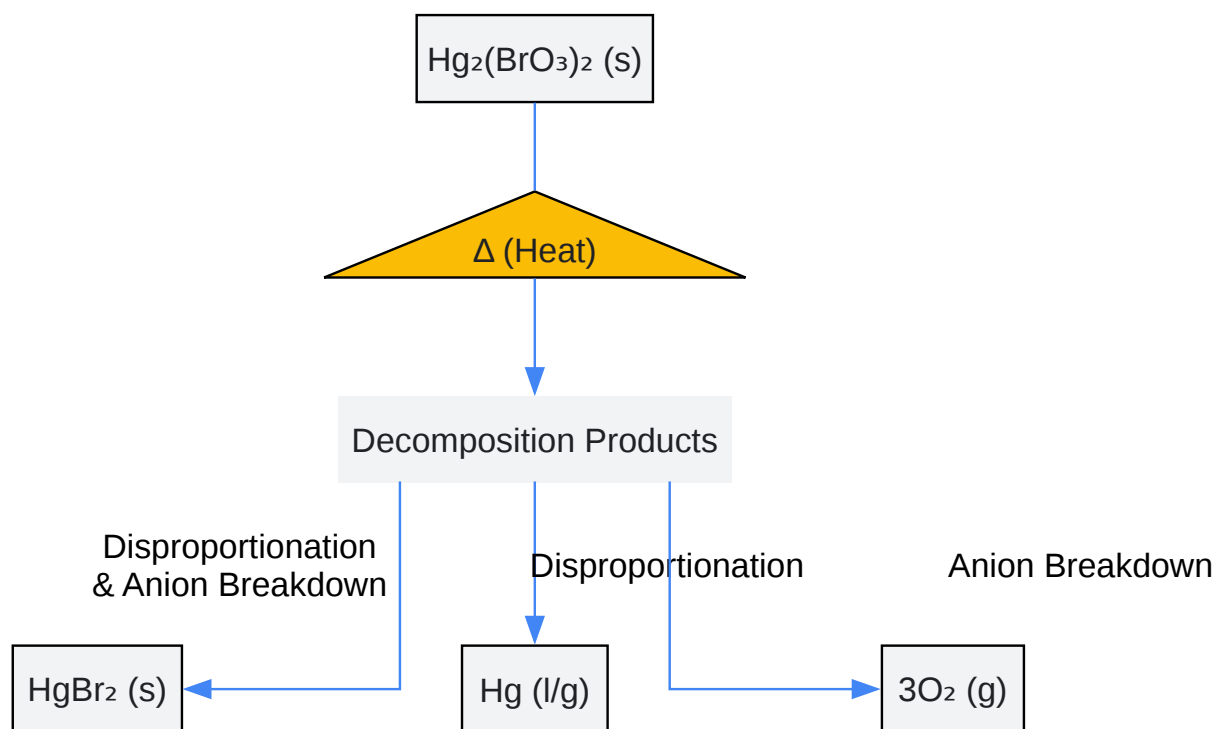 Hg₂(BrO₃)₂ (s)
Δ (Heat)
Decomposition Products
Disproportionation
& Anion Breakdown
Disproportionation
Anion Breakdown
HgBr₂ (s)
Hg (l/g)
3O₂ (g)